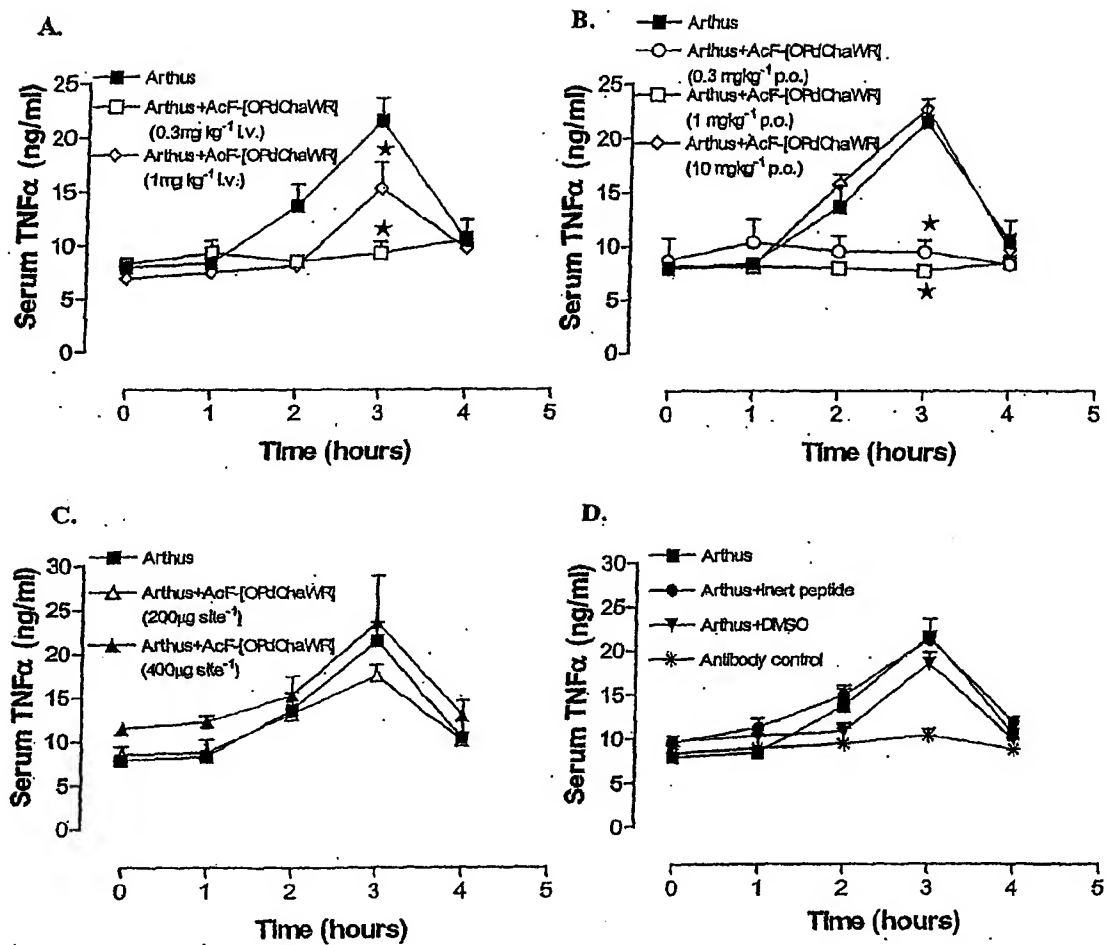 A.
Arthus
Arthus+AcF-[OPdChaWR]
(0.3mg kg⁻¹ i.v.)
Arthus+AcF-[OPdChaWR]
(1mg kg⁻¹ i.v.)
Serum TNFα (ng/ml)
25
20
15
10
5
0
0 1 2 3 4 5
Time (hours)
B.
Arthus
Arthus+AcF-[OPdChaWR]
(0.3 mgkg⁻¹ p.o.)
Arthus+AcF-[OPdChaWR]
(1 mgkg⁻¹ p.o.)
Arthus+AcF-[OPdChaWR]
(10 mgkg⁻¹ p.o.)
Serum TNFα (ng/ml)
25
20
15
10
5
0
0 1 2 3 4 5
Time (hours)
C.
Arthus
Arthus+AcF-[OPdChaWR]
(200µg site⁻¹)
Arthus+AcF-[OPdChaWR]
(400µg site⁻¹)
Serum TNFα (ng/ml)
30
25
20
15
10
5
0
0 1 2 3 4 5
Time (hours)
D.
Arthus
Arthus+inert peptide
Arthus+DMSO
Antibody control
Serum TNFα (ng/ml)
30
25
20
15
10
5
0
0 1 2 3 4 5
Time (hours)